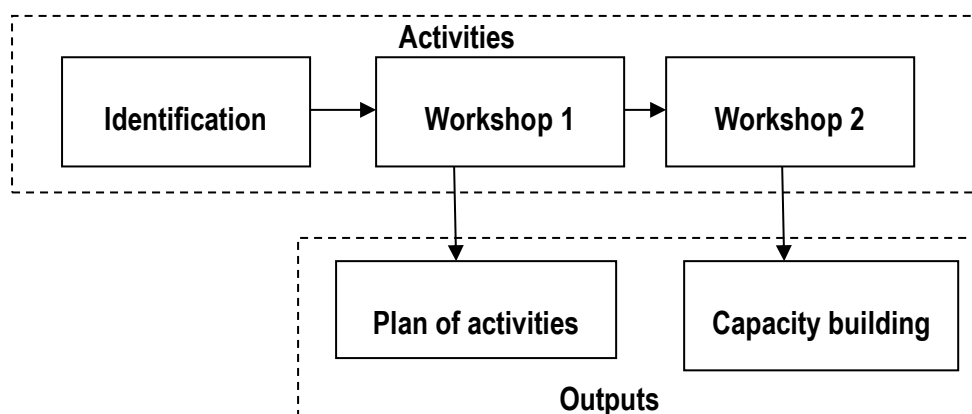 Activities
Identification
Workshop 1
Workshop 2
Plan of activities
Capacity building
Outputs